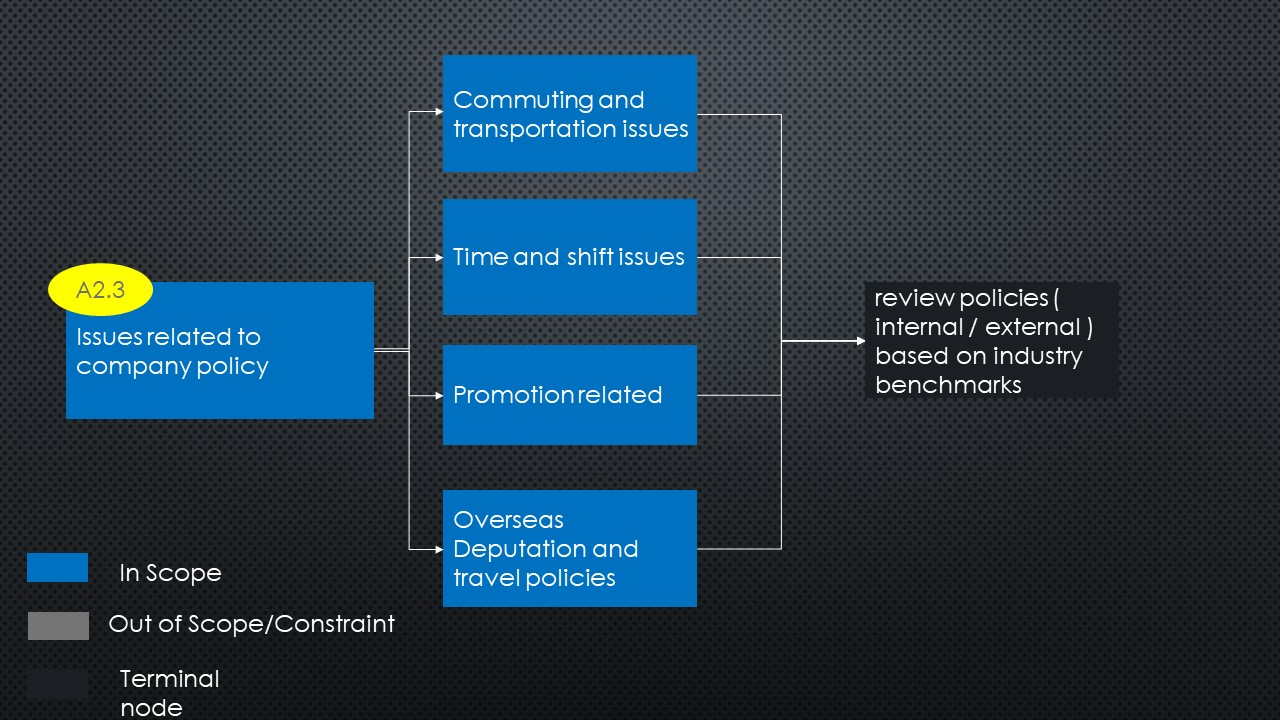 Commuting and
transportation issues
Time and shift issues
A2.3
Issues related to
company policy
Promotion related
Overseas
Deputation and
travel policies
review policies (
internal / external )
based on industry
benchmarks
In Scope
Out of Scope/Constraint
Terminal
node